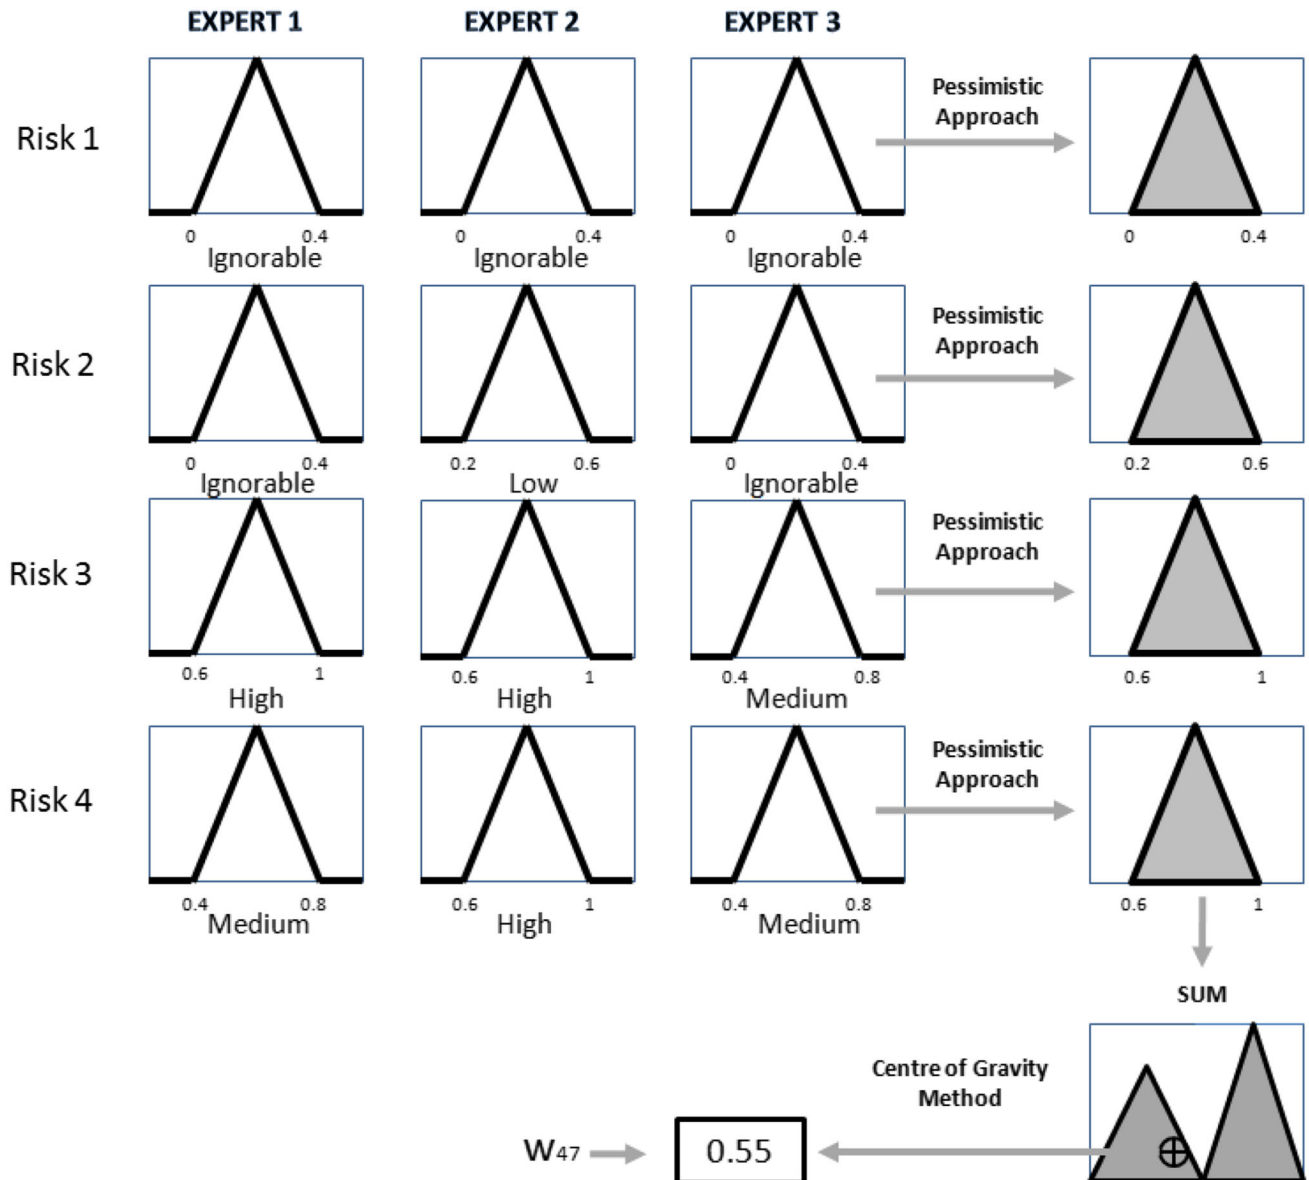 EXPERT 1
EXPERT 2
EXPERT 3
Risk 1
Pessimistic
Approach
0
0.4
0
0.4
0
0.4
0
0.4
Ignorable
Ignorable
Ignorable
Risk 2
Pessimistic
Approach
0
0.4
0.2
0.6
0
0.4
0.2
0.6
Ignorable
Low
Ignorable
Risk 3
Pessimistic
Approach
0.6
1
0.6
1
0.4
0.8
0.6
1
High
High
Medium
Risk 4
Pessimistic
Approach
0.4
0.8
0.6
1
0.4
0.8
0.6
1
Medium
High
Medium
SUM
Centre of Gravity
Method
W47
0.55